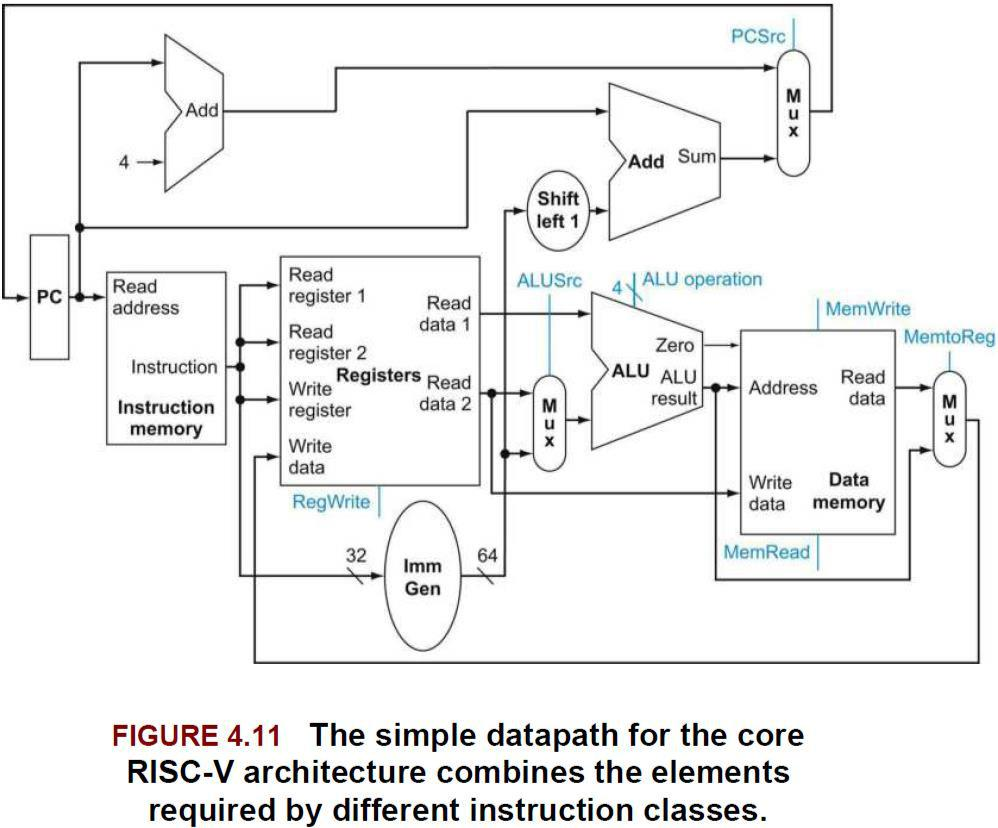 PCSrc
Add
4
M
u
x
Add Sum
Shift
left 1
PC
Read
address
Instruction
Instruction
memory
Read
register 1
Read
register 2
Write
register
Write
data
Registers
Read
data 1
Read
data 2
RegWrite
ALUSrc
M
u
x
4
ALU operation
Zero
ALU
ALU
result
MemWrite
Address
Read
data
Write
data
Data
memory
MemRead
MemtoReg
M
u
x
32
Imm
Gen
64
FIGURE 4.11 The simple datapath for the core
RISC-V architecture combines the elements
required by different instruction classes.